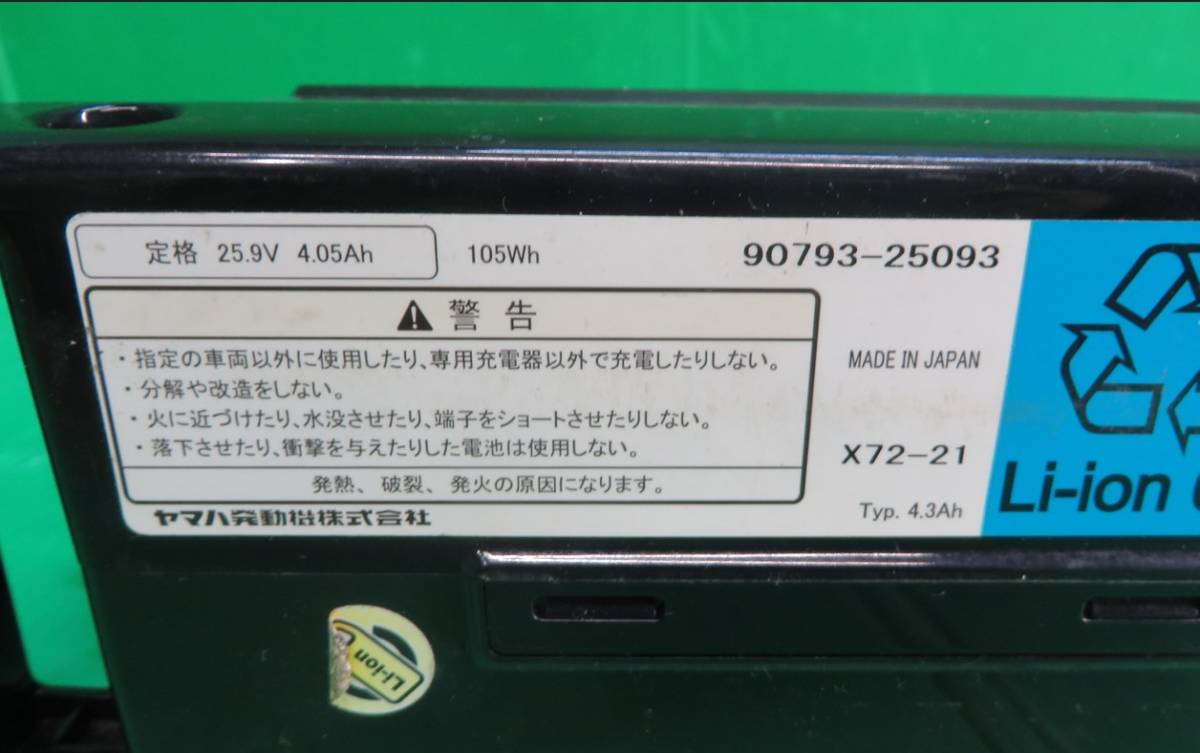 定格 25.9V 4.05Ah 105Wh 90793-25093
警告
・指定の車両以外に使用したり、専用充電器以外で充電したりしない。
・分解や改造をしない。
・火に近づけたり、水没させたり、端子をショートさせたりしない。
・落下させたり、衝撃を与えたりした電池は使用しない。
発熱、破裂、発火の原因になります。
ヤマハ発動機株式会社
MADE IN JAPAN
X72-21
Typ. 4.3Ah
Li-ion
Li-ion